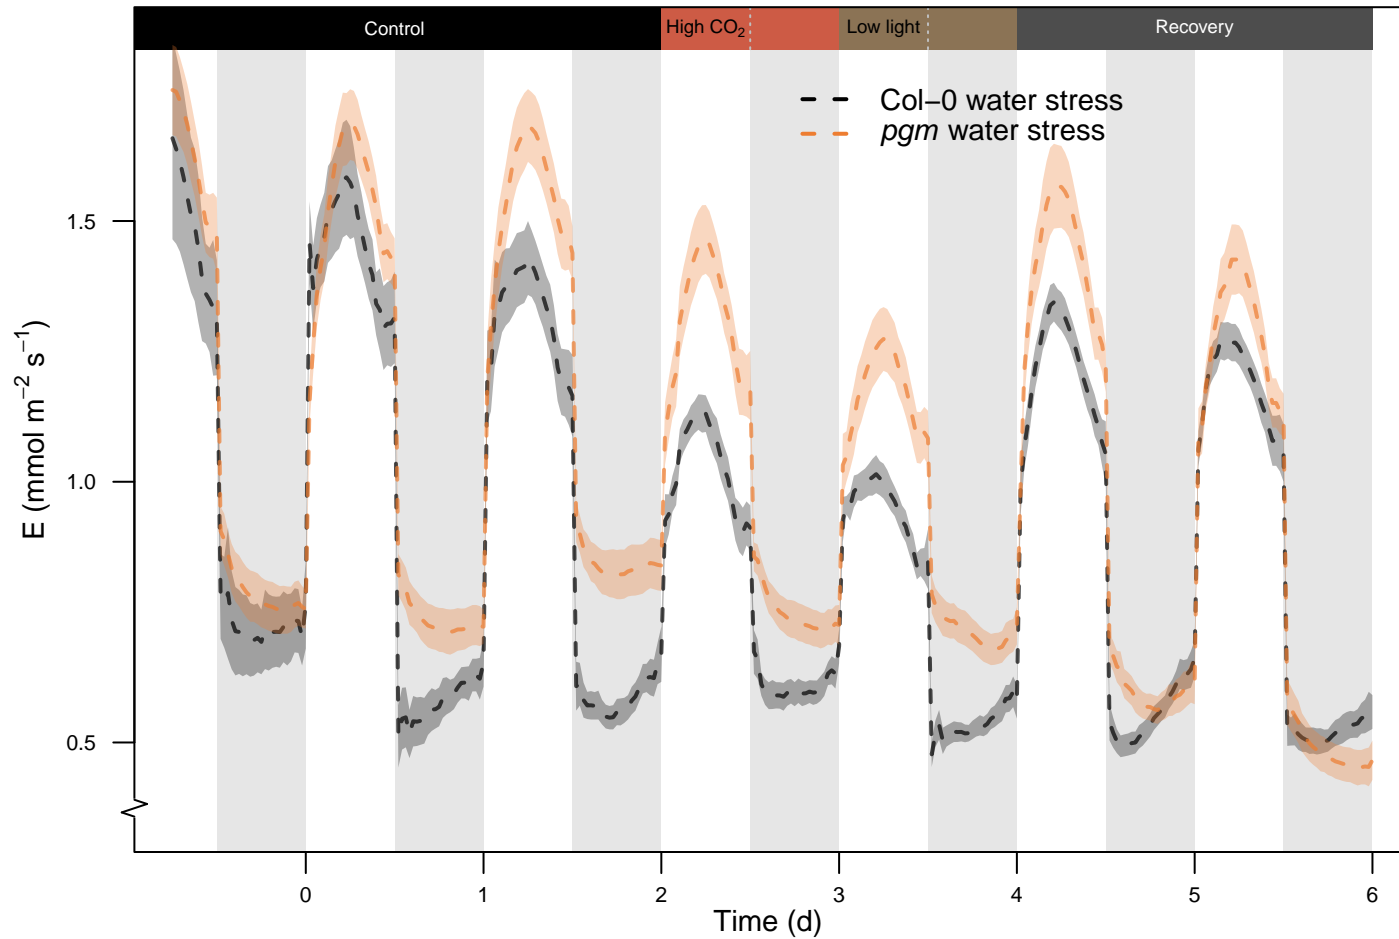 Control
High CO₂
Low light
Recovery
Col−0 water stress
pgm water stress
1.5
1.0
0.5
E (mmol m⁻² s⁻¹)
0 1 2 3 4 5 6
Time (d)